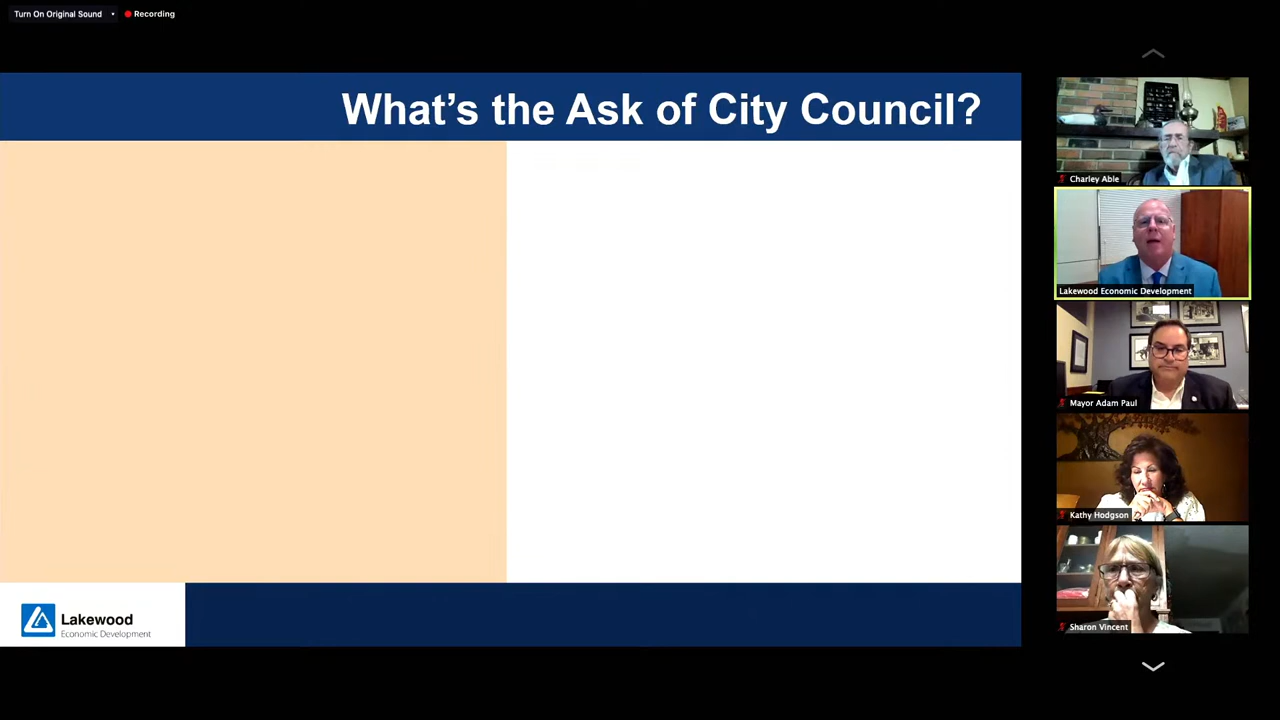 Turn On Original Sound
Recording
What's the Ask of City Council?
Charley Able
Lakewood Economic Development
Mayor Adam Paul
Kathy Hodgson
Sharon Vincent
Lakewood
Economic Development